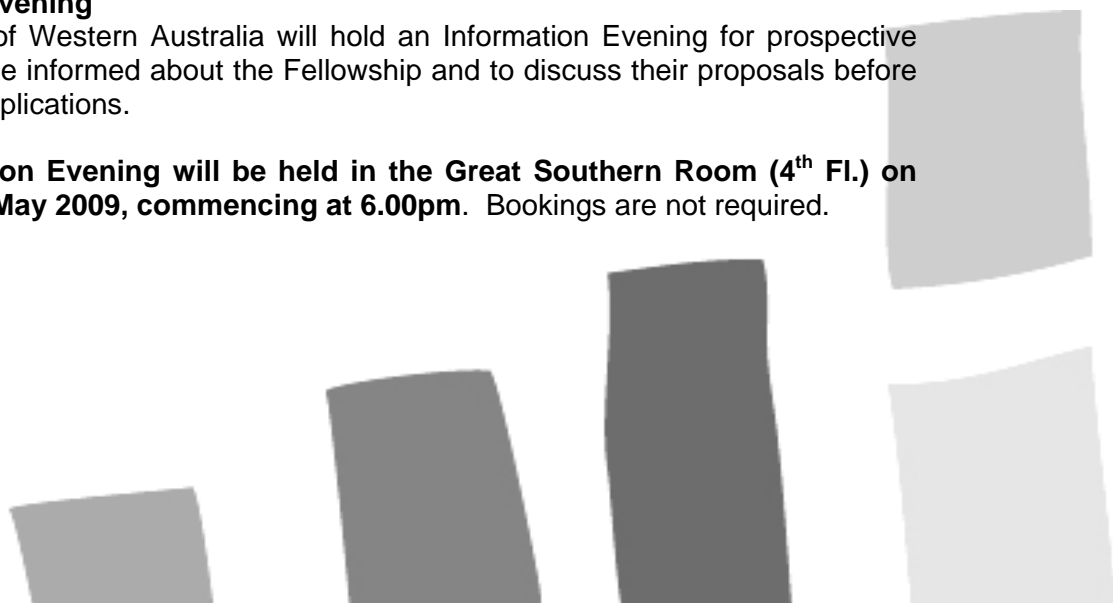 vening
of Western Australia will hold an Information Evening for prospective
e informed about the Fellowship and to discuss their proposals before
plications.
on Evening will be held in the Great Southern Room (4th Fl.) on
May 2009, commencing at 6.00pm. Bookings are not required.